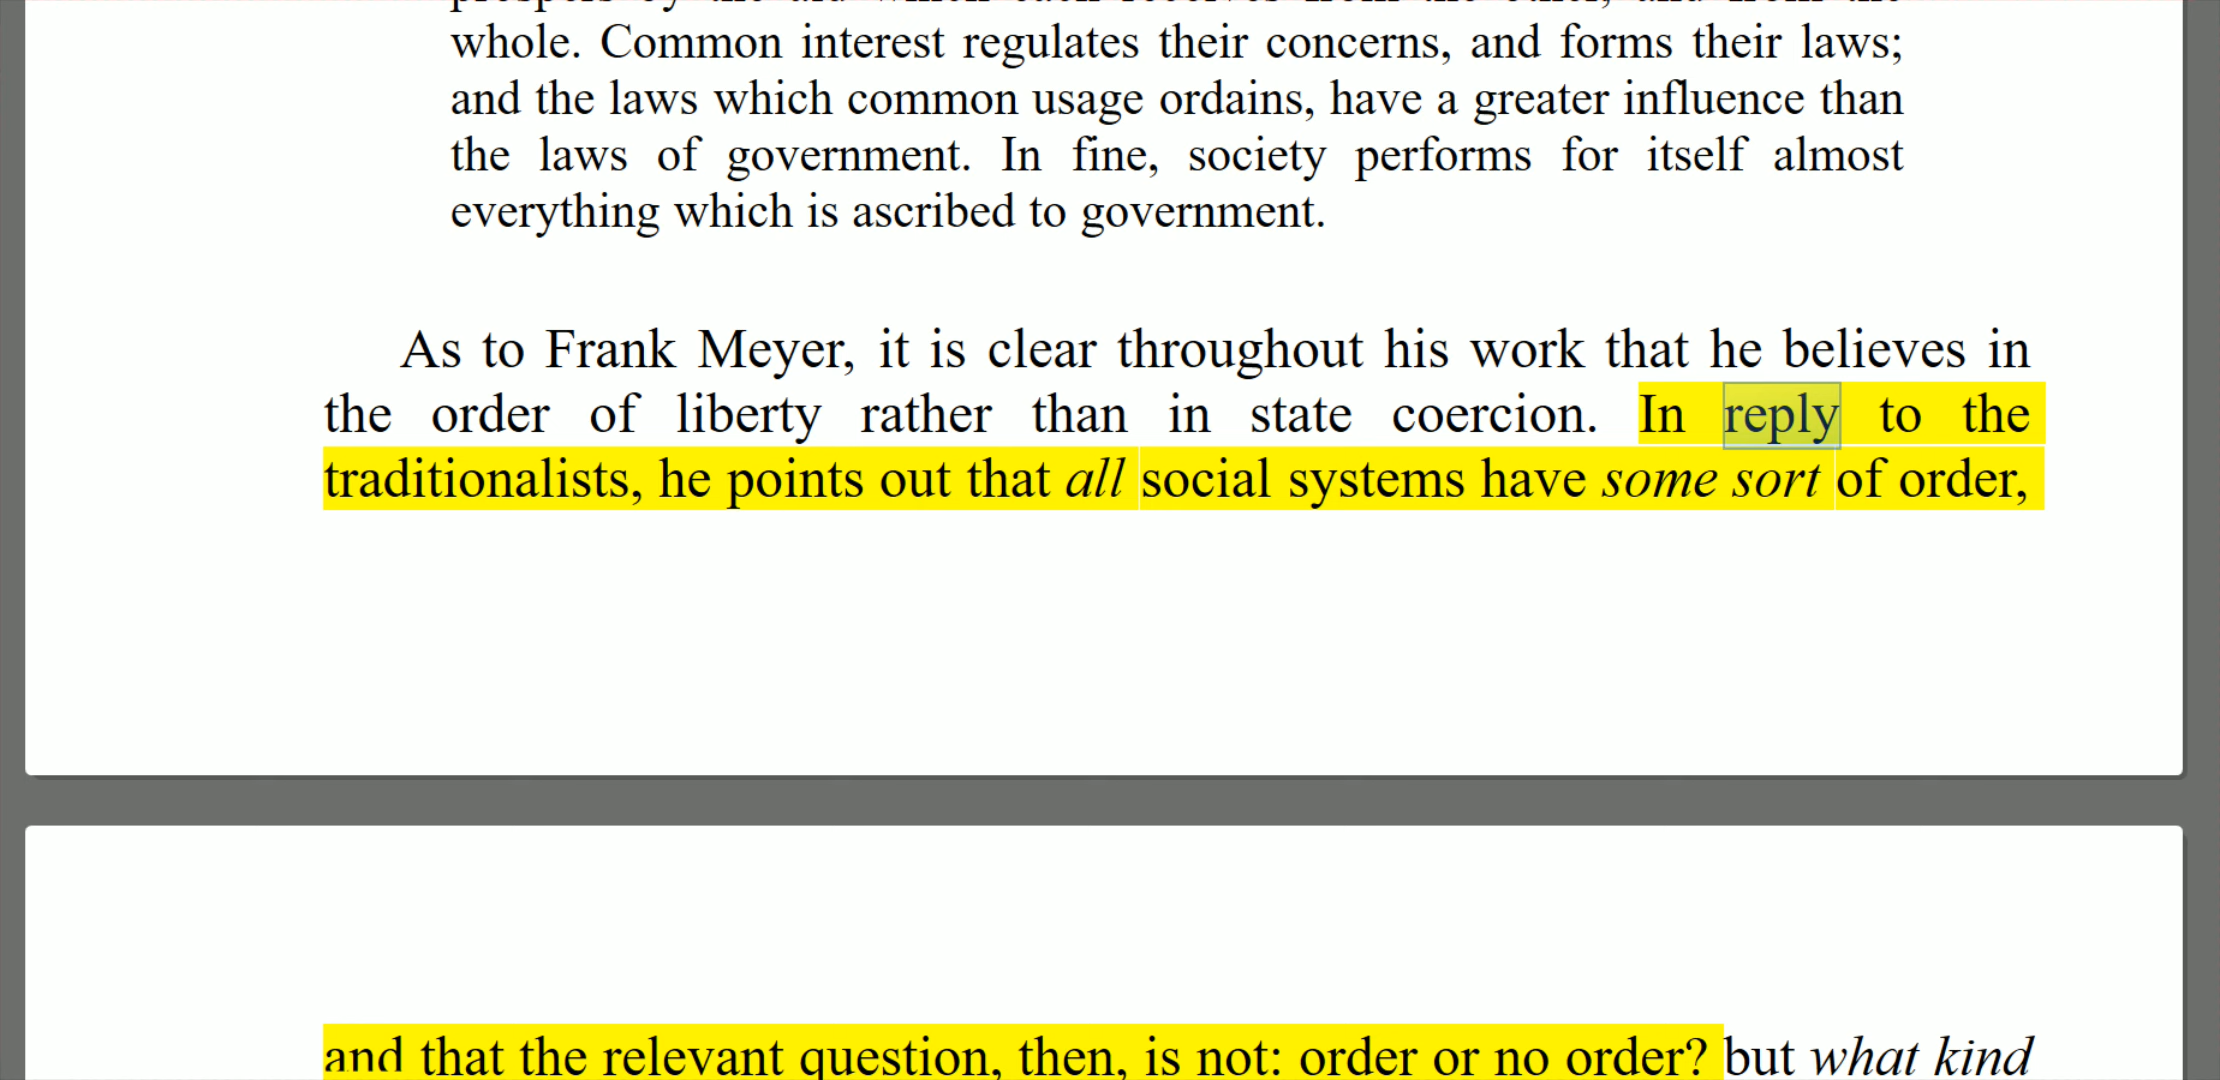 whole. Common interest regulates their concerns, and forms their laws;
and the laws which common usage ordains, have a greater influence than
the laws of government. In fine, society performs for itself almost
everything which is ascribed to government.
As to Frank Meyer, it is clear throughout his work that he believes in
the order of liberty rather than in state coercion. In reply to the
traditionalists, he points out that all social systems have some sort of order,
and that the relevant question, then, is not: order or no order? but what kind